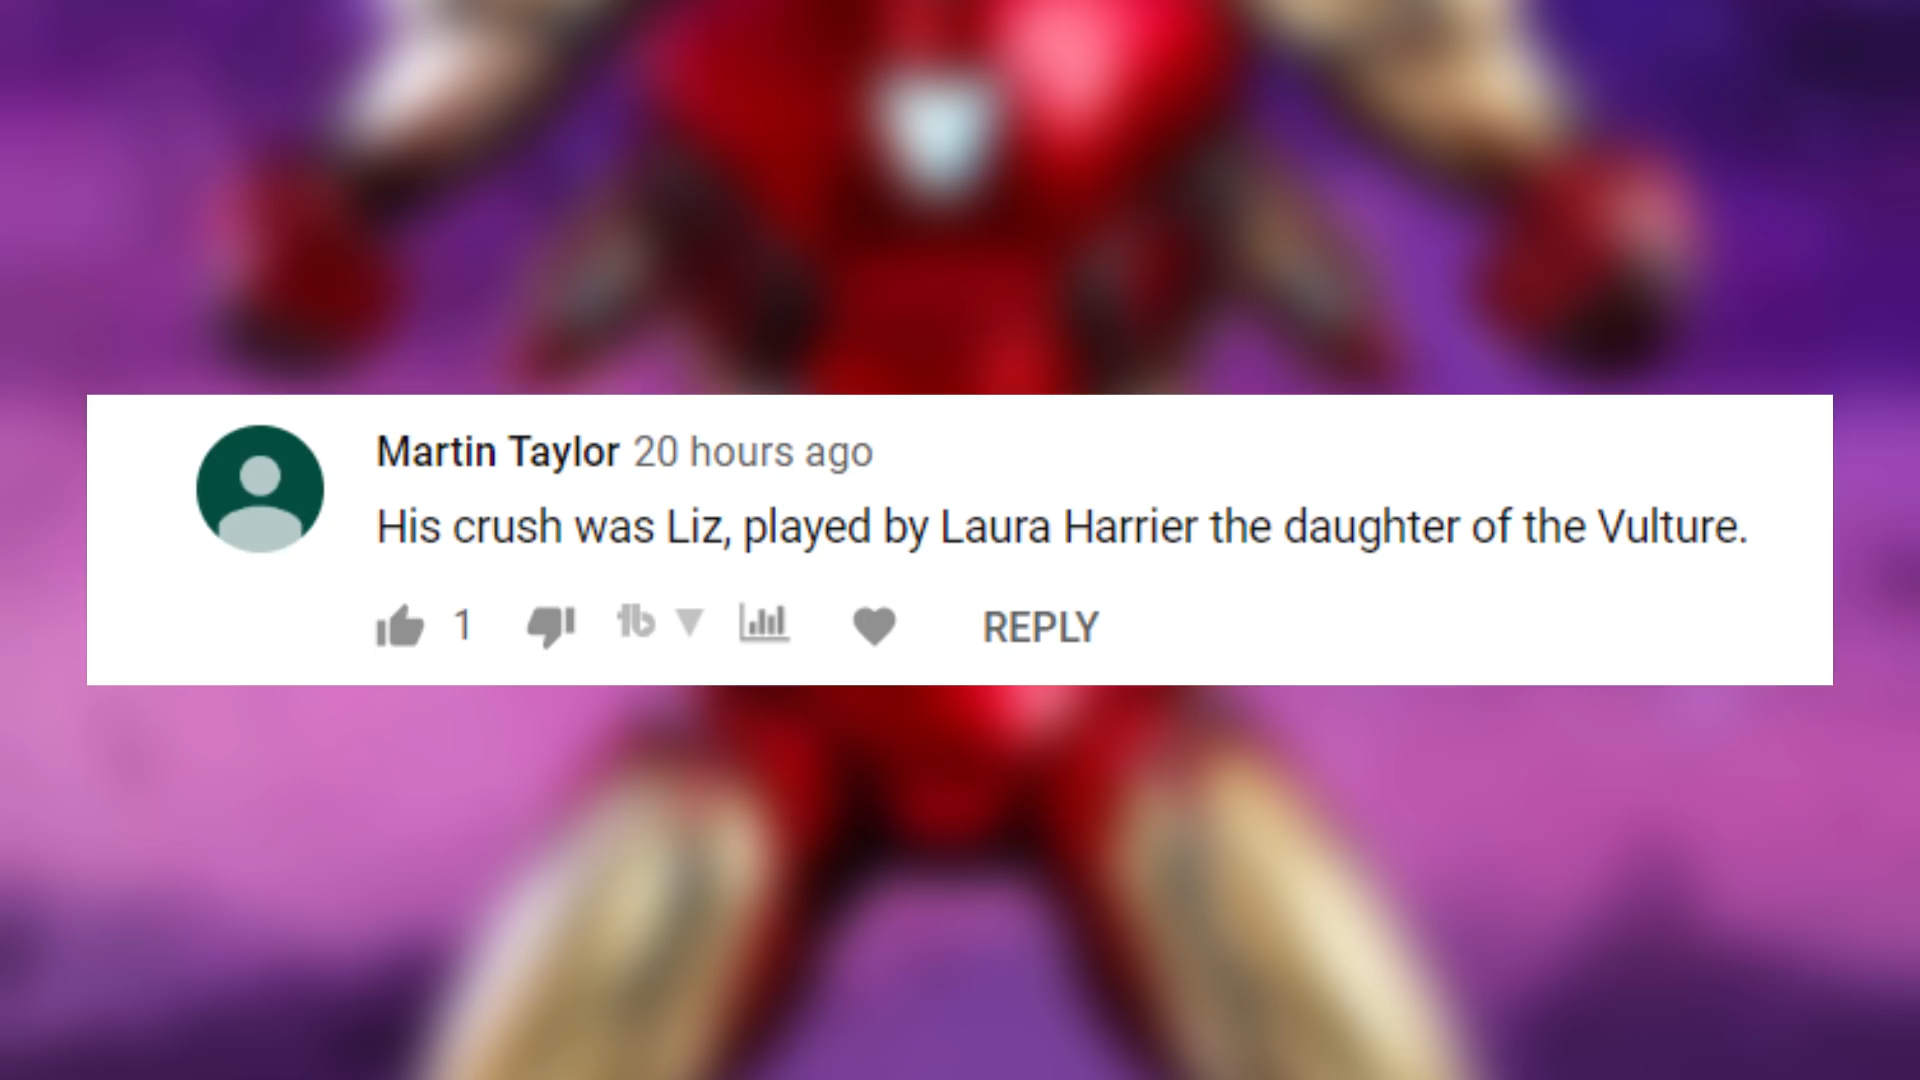 Martin Taylor 20 hours ago
His crush was Liz, played by Laura Harrier the daughter of the Vulture.
1 tb REPLY